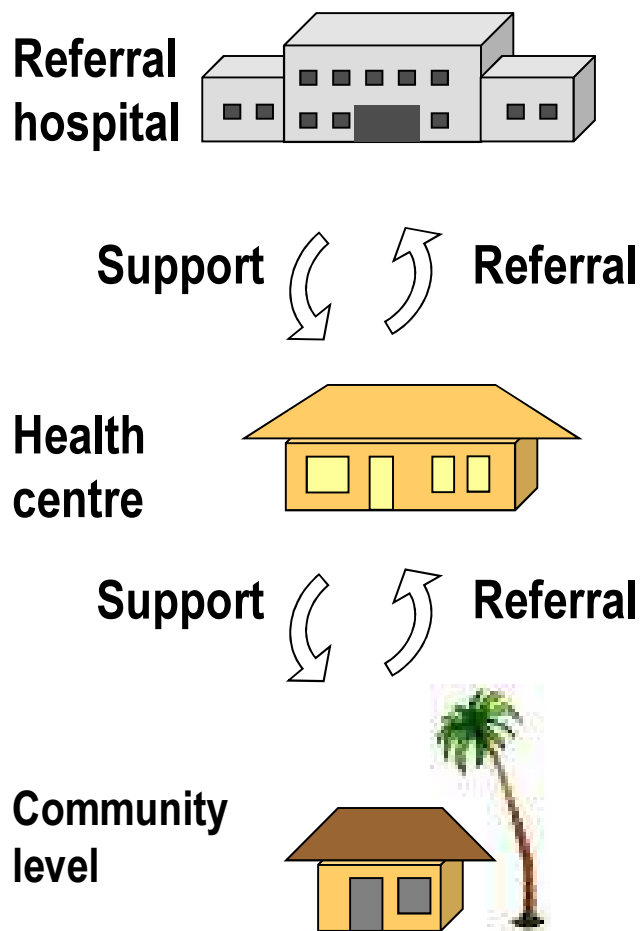 Referral
hospital
Support Referral
Health
centre
Support Referral
Community
level